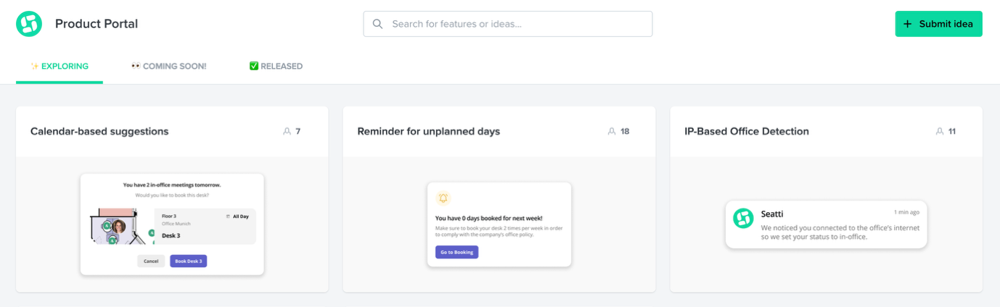 Product Portal
Search for features or ideas...
+ Submit idea
✨ EXPLORING
👀 COMING SOON!
✅ RELEASED
Calendar-based suggestions
7
Reminder for unplanned days
18
IP-Based Office Detection
11
You have 2 in-office meetings tomorrow.
Would you like to book this desk?
Floor 3
All Day
Office Munich
Desk 3
Cancel
Book Desk 3
You have 0 days booked for next week!
Make sure to book your desk 2 times per week in order
to comply with the company's office policy.
Go to Booking
Seatti
1 min ago
We noticed you connected to the office's internet
so we set your status to in-office.